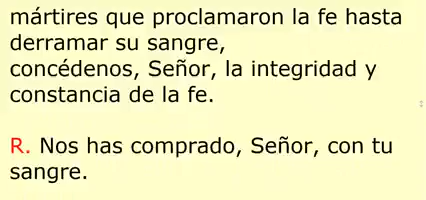 mártires que proclamaron la fe hasta
derramar su sangre,
concédenos, Señor, la integridad y
constancia de la fe.
R. Nos has comprado, Señor, con tu
sangre.